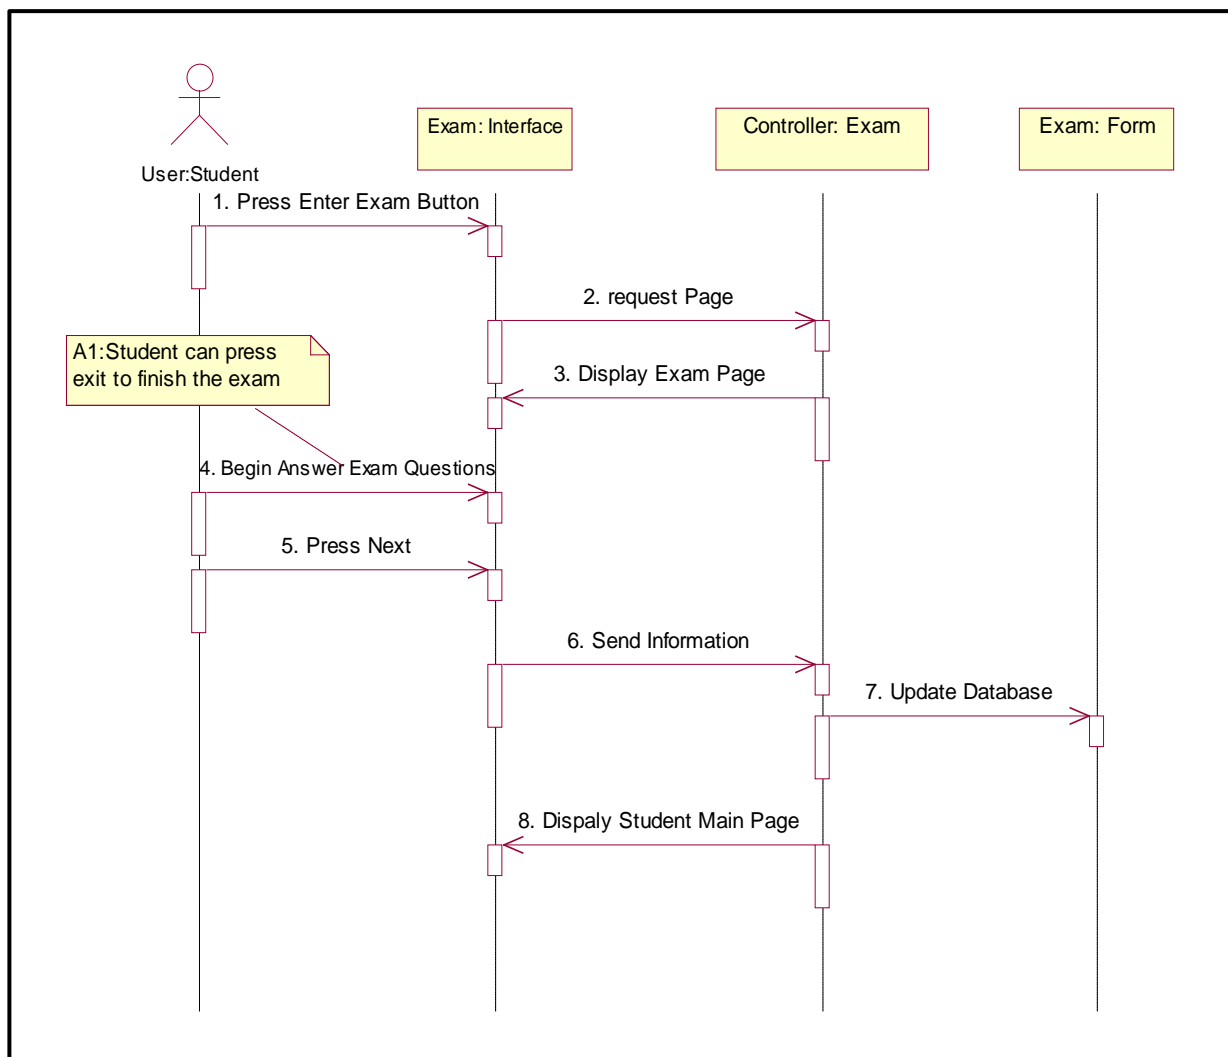 User:Student
Exam: Interface
Controller: Exam
Exam: Form
1. Press Enter Exam Button
2. request Page
A1:Student can press
exit to finish the exam
3. Display Exam Page
4. Begin Answer Exam Questions
5. Press Next
6. Send Information
7. Update Database
8. Dispaly Student Main Page